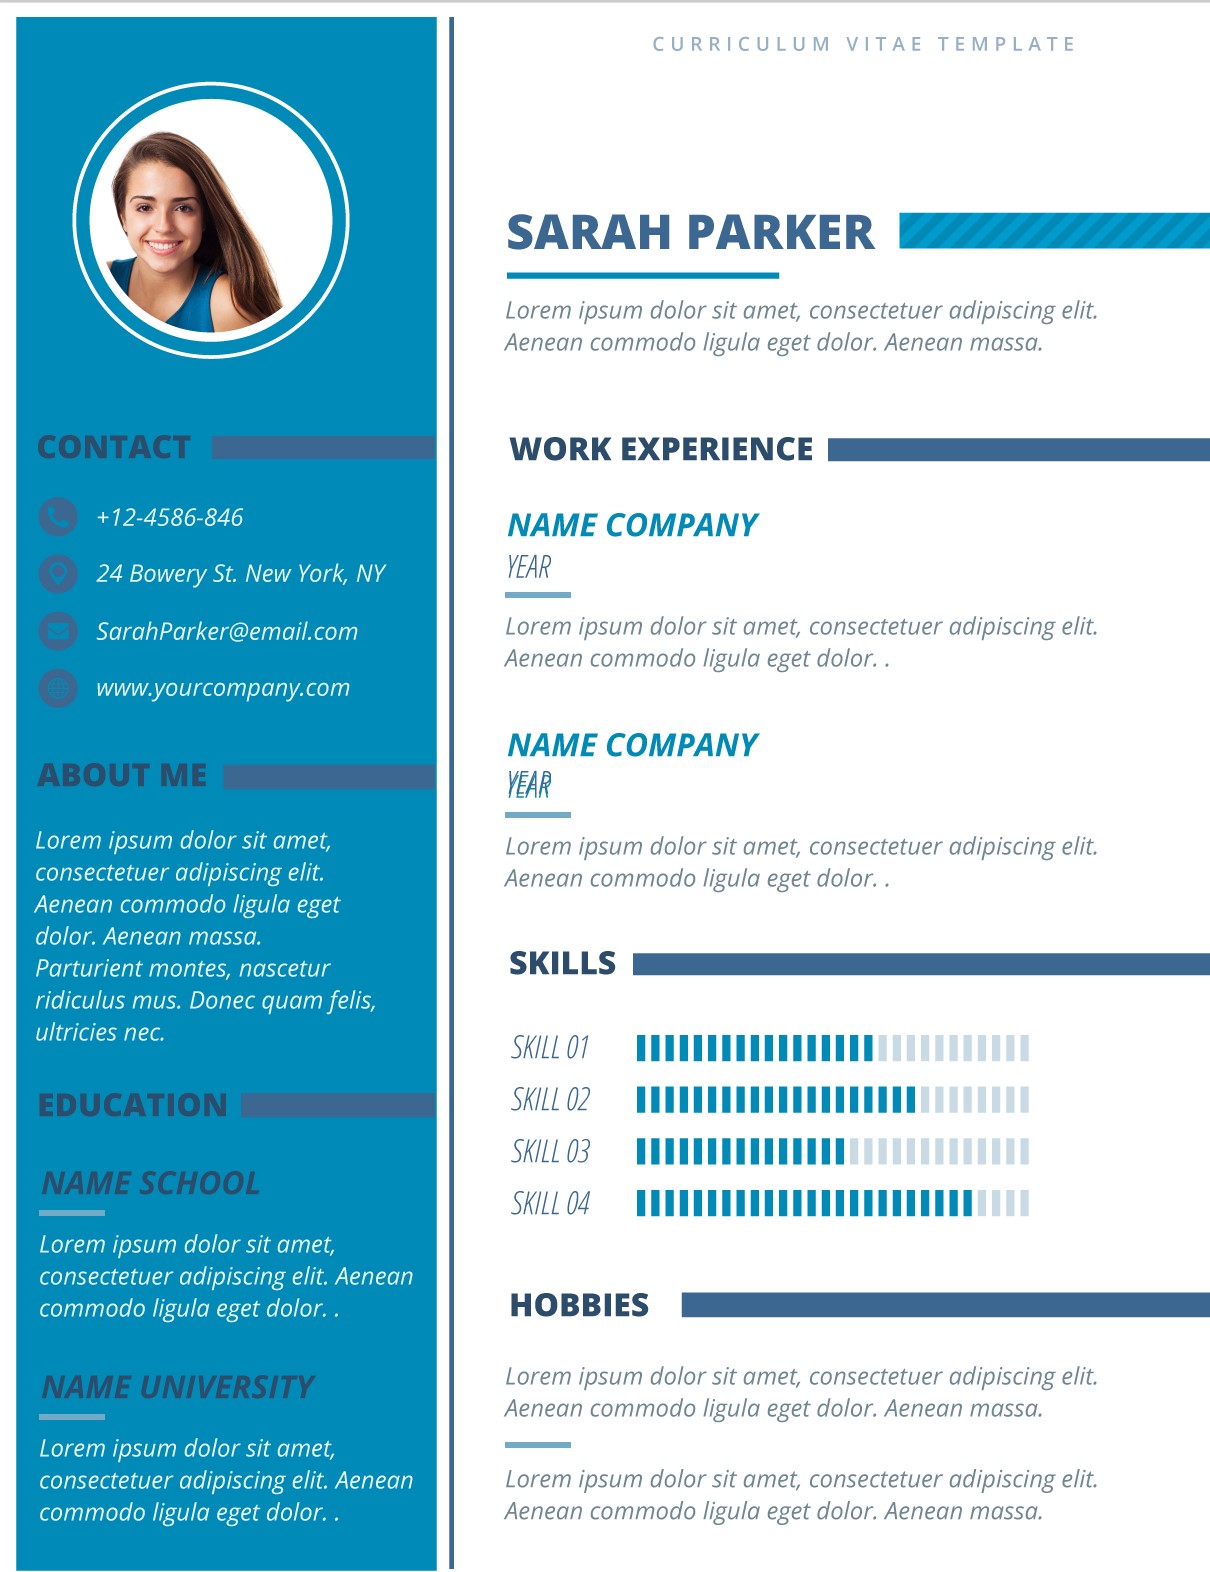 CURRICULUM VITAE TEMPLATE
SARAH PARKER
Lorem ipsum dolor sit amet, consectetuer adipiscing elit.
Aenean commodo ligula eget dolor. Aenean massa.
CONTACT
+12-4586-846
24 Bowery St. New York, NY
SarahParker@email.com
www.yourcompany.com
ABOUT ME
Lorem ipsum dolor sit amet,
consectetuer adipiscing elit.
Aenean commodo ligula eget
dolor. Aenean massa.
Parturient montes, nascetur
ridiculus mus. Donec quam felis,
ultricies nec.
EDUCATION
NAME SCHOOL
Lorem ipsum dolor sit amet,
consectetuer adipiscing elit. Aenean
commodo ligula eget dolor. .
NAME UNIVERSITY
Lorem ipsum dolor sit amet,
consectetuer adipiscing elit. Aenean
commodo ligula eget dolor. .
WORK EXPERIENCE
NAME COMPANY
YEAR
Lorem ipsum dolor sit amet, consectetuer adipiscing elit.
Aenean commodo ligula eget dolor. .
NAME COMPANY
YEAR
YEAR
Lorem ipsum dolor sit amet, consectetuer adipiscing elit.
Aenean commodo ligula eget dolor. .
SKILLS
SKILL 01
SKILL 02
SKILL 03
SKILL 04
HOBBIES
Lorem ipsum dolor sit amet, consectetuer adipiscing elit.
Aenean commodo ligula eget dolor. Aenean massa.
Lorem ipsum dolor sit amet, consectetuer adipiscing elit.
Aenean commodo ligula eget dolor. Aenean massa.